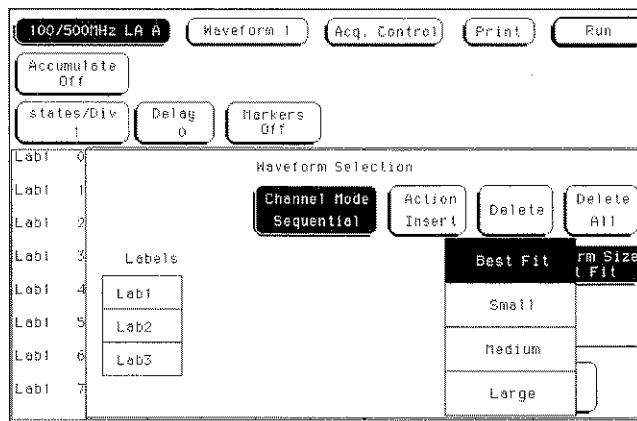 100/500MHz LA A Waveform 1 Acq. Control Print Run
Accumulate
Off
states/Div
1
Delay
0
Markers
Off
Waveform Selection
Channel Mode
Sequential
Action
Insert
Delete
Delete
All
Lab1 0
Lab1 1
Lab1 2
Lab1 3
Lab1 4
Lab1 5
Lab1 6
Lab1 7
Labels
Lab1
Lab2
Lab3
Best Fit
Small
Medium
Large
rm Size
t Fit